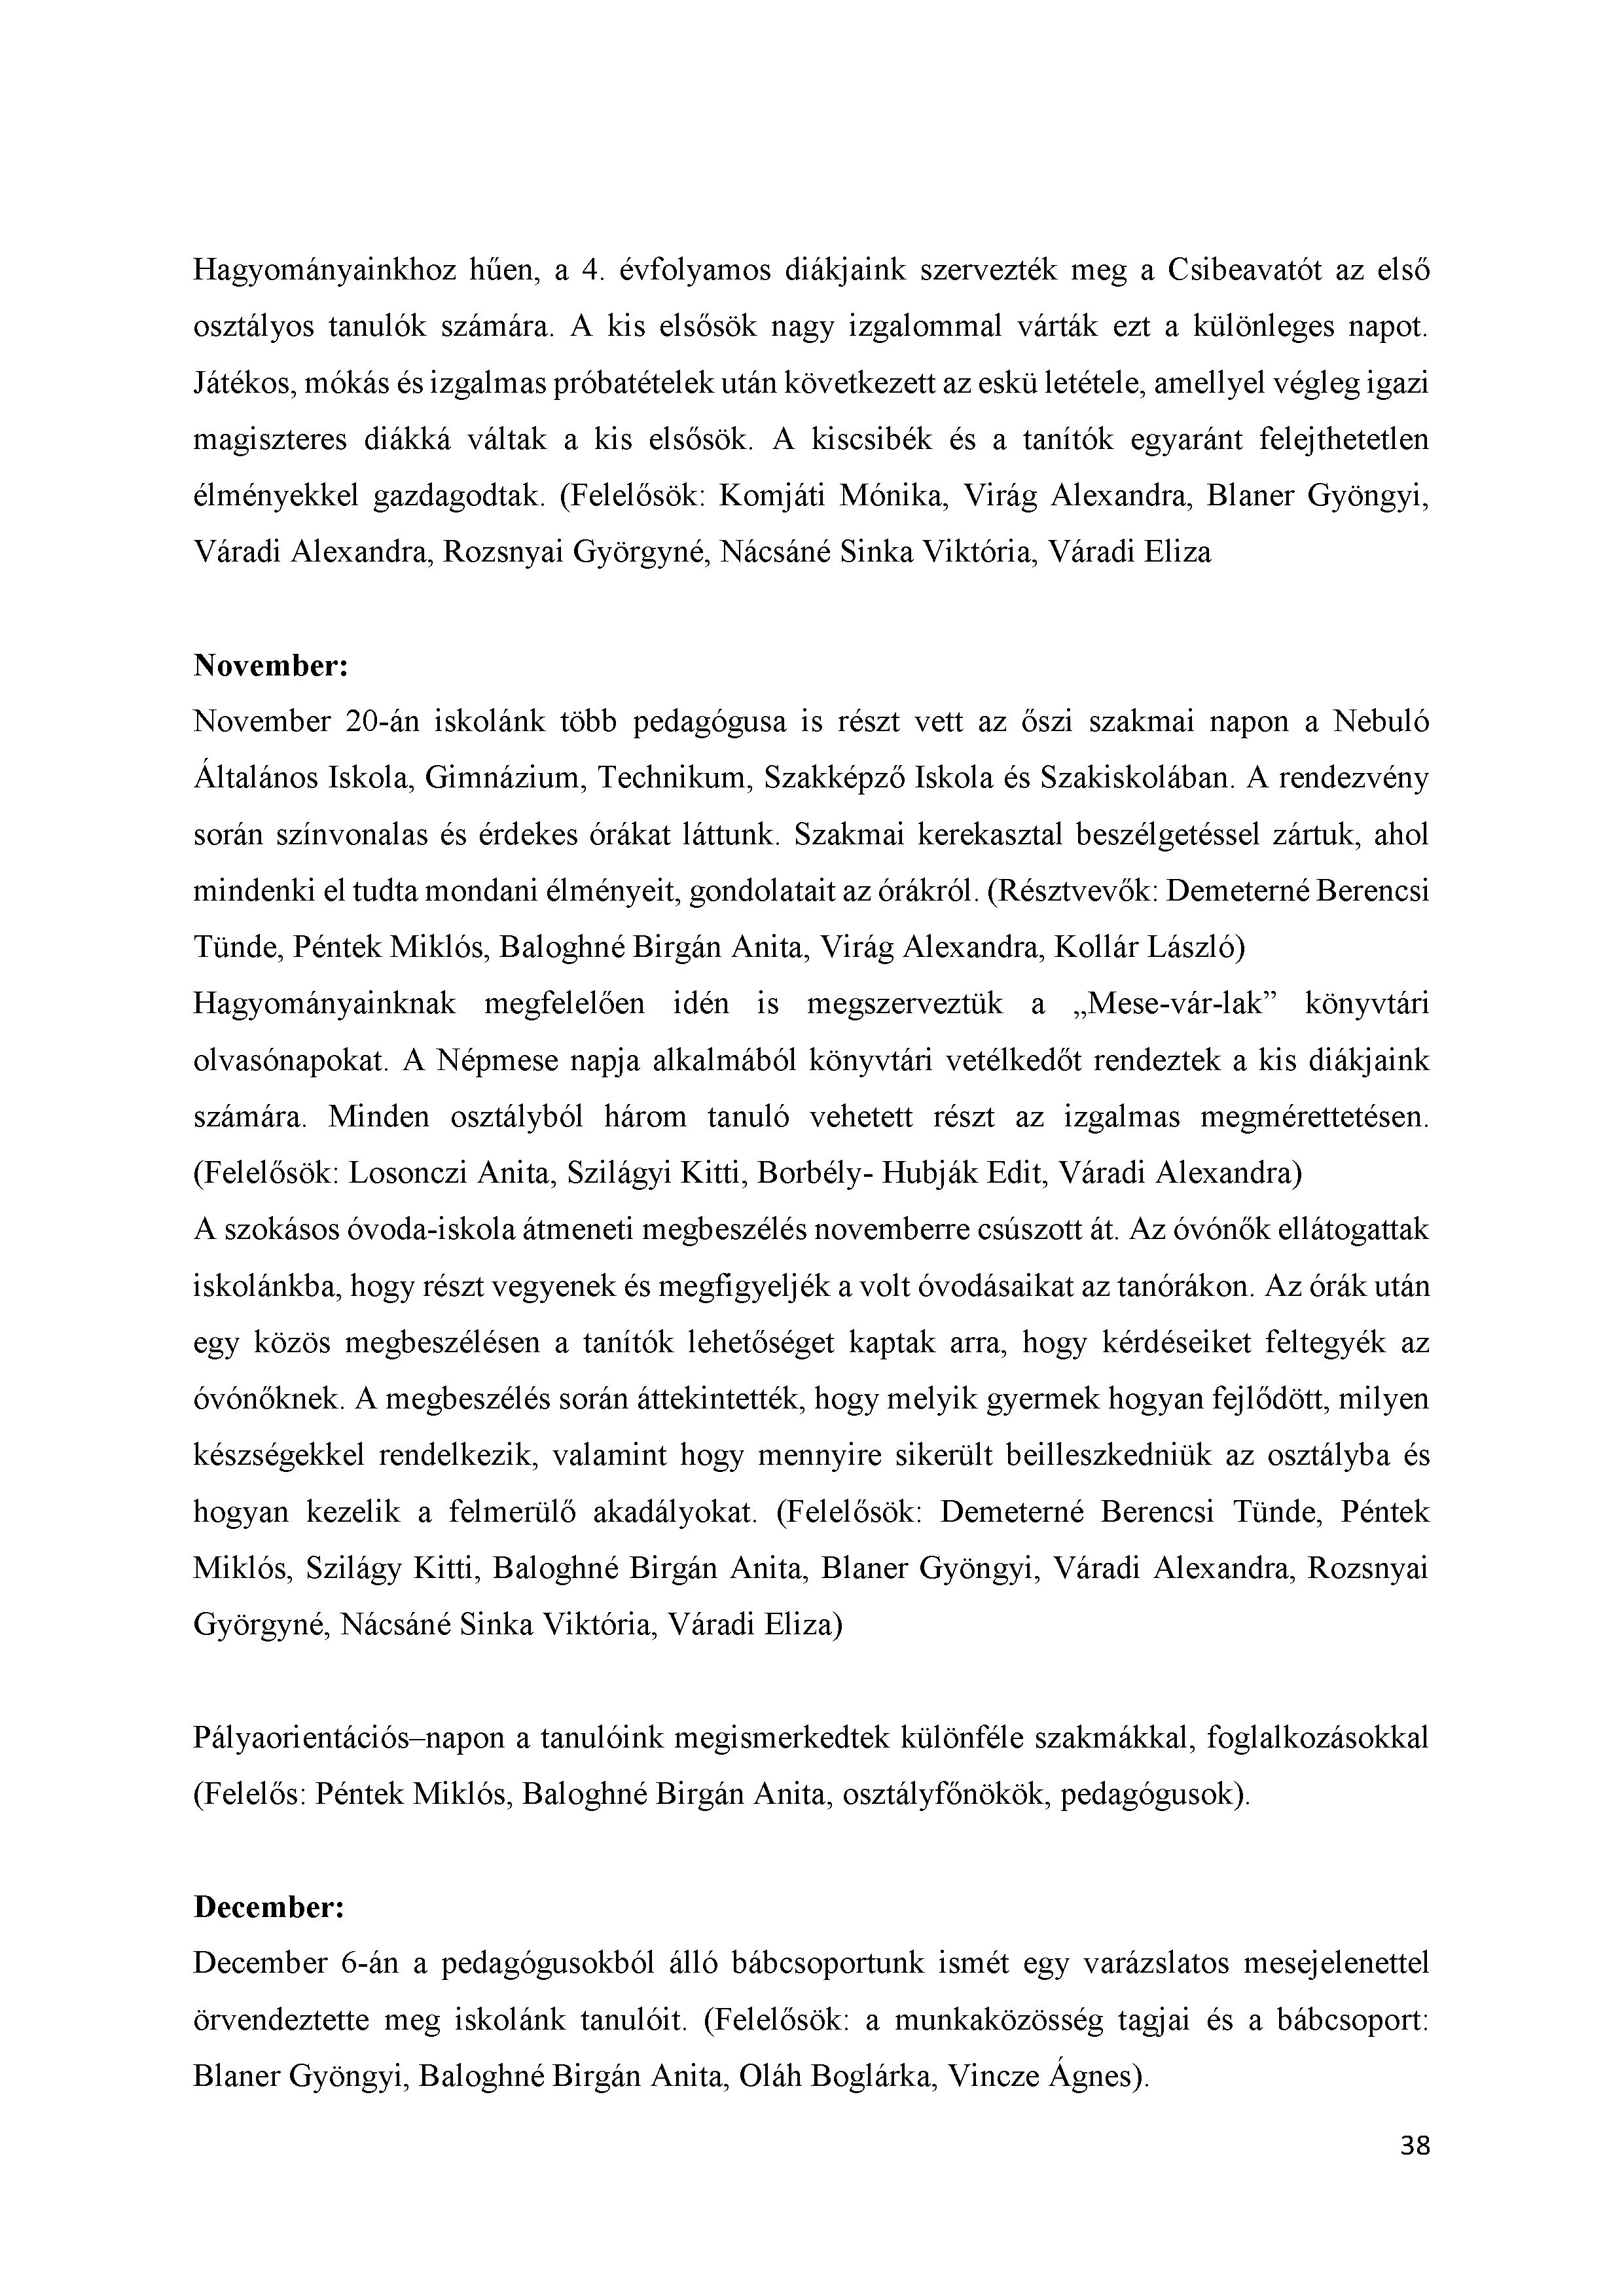 Hagyományainkhoz hűen, a 4. évfolyamos diákjaink szervezték meg a Csibeavatót az első
osztályos tanulók számára. A kis elsősök nagy izgalommal várták ezt a különleges napot.
Játékos, mókás és izgalmas próbatételek után következett az eskü letétele, amellyel végleg igazi
magiszteres diákká váltak a kis elsősök. A kiscsibék és a tanítók egyaránt felejthetetlen
élményekkel gazdagodtak. (Felelősök: Komjáti Mónika, Virág Alexandra, Blaner Gyöngyi,
Váradi Alexandra, Rozsnyai Györgyné, Nácsáné Sinka Viktória, Váradi Eliza
November:
November 20-án iskolánk több pedagógusa is részt vett az őszi szakmai napon a Nebuló
Általános Iskola, Gimnázium, Technikum, Szakképző Iskola és Szakiskolában. A rendezvény
során színvonalas és érdekes órákat láttunk. Szakmai kerekasztal beszélgetéssel zártuk, ahol
mindenki el tudta mondani élményeit, gondolatait az órákról. (Résztvevők: Demeterné Berencsi
Tünde, Péntek Miklós, Baloghné Birgán Anita, Virág Alexandra, Kollár László)
Hagyományainknak megfelelően idén is megszerveztük a „Mese-vár-lak” könyvtári
olvasónapokat. A Népmese napja alkalmából könyvtári vetélkedőt rendeztek a kis diákjaink
számára. Minden osztályból három tanuló vehetett részt az izgalmas megmérettetésen.
(Felelősök: Losonczi Anita, Szilágyi Kitti, Borbély- Hubják Edit, Váradi Alexandra)
A szokásos óvoda-iskola átmeneti megbeszélés novemberre csúszott át. Az óvónők ellátogattak
iskolánkba, hogy részt vegyenek és megfigyeljék a volt óvodásaikat az tanórákon. Az órák után
egy közös megbeszélésen a tanítók lehetőséget kaptak arra, hogy kérdéseiket feltegyék az
óvónőknek. A megbeszélés során áttekintették, hogy melyik gyermek hogyan fejlődött, milyen
készségekkel rendelkezik, valamint hogy mennyire sikerült beilleszkedniük az osztályba és
hogyan kezelik a felmerülő akadályokat. (Felelősök: Demeterné Berencsi Tünde, Péntek
Miklós, Szilágy Kitti, Baloghné Birgán Anita, Blaner Gyöngyi, Váradi Alexandra, Rozsnyai
Györgyné, Nácsáné Sinka Viktória, Váradi Eliza)
Pályaorientációs–napon a tanulóink megismerkedtek különféle szakmákkal, foglalkozásokkal
(Felelős: Péntek Miklós, Baloghné Birgán Anita, osztályfőnökök, pedagógusok).
December:
December 6-án a pedagógusokból álló bábcsoportunk ismét egy varázslatos mesejelenettel
örvendeztette meg iskolánk tanulóit. (Felelősök: a munkaközösség tagjai és a bábcsoport:
Blaner Gyöngyi, Baloghné Birgán Anita, Oláh Boglárka, Vincze Ágnes).
38